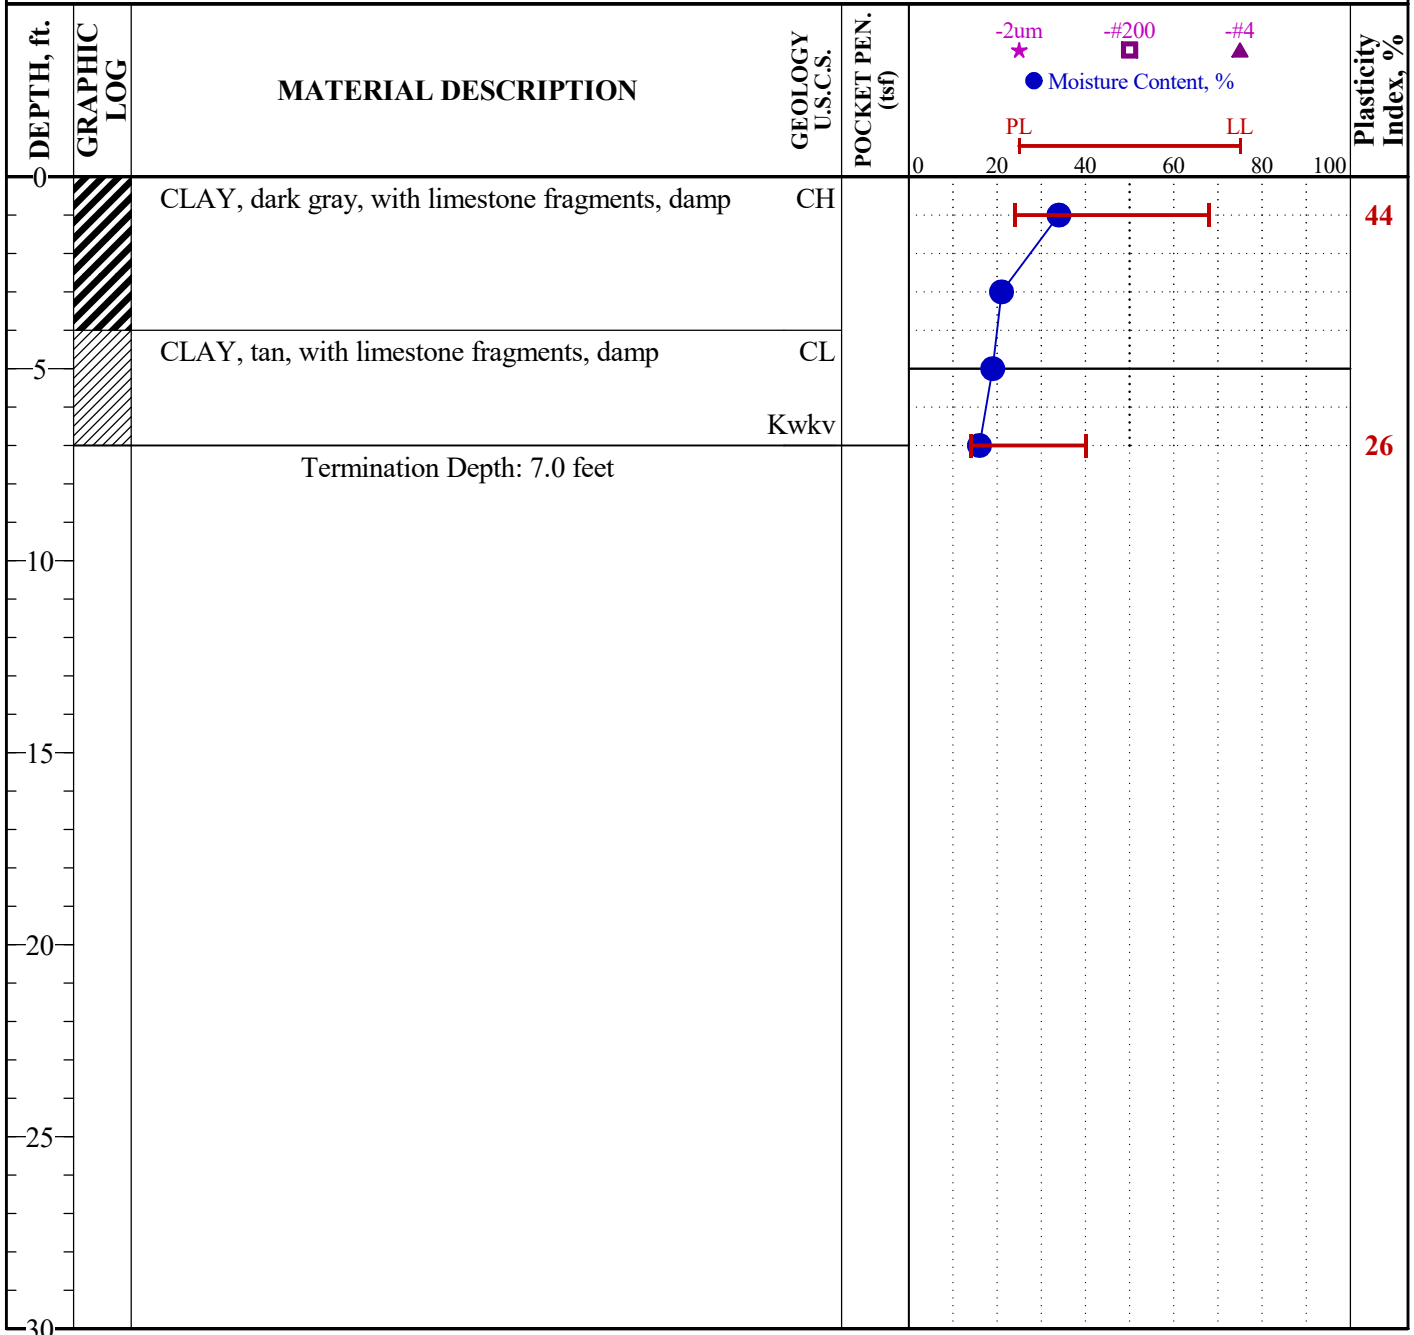 DEPTH, ft.
GRAPHIC
LOG
MATERIAL DESCRIPTION
GEOLOGY
U.S.C.S.
POCKET PEN.
(tsf)
-2um -#200 -#4
Moisture Content, %
PL LL
0 20 40 60 80 100
Plasticity
Index, %
0
CLAY, dark gray, with limestone fragments, damp CH
44
CLAY, tan, with limestone fragments, damp CL
5
Kwkv
26
Termination Depth: 7.0 feet
10
15
20
25
30